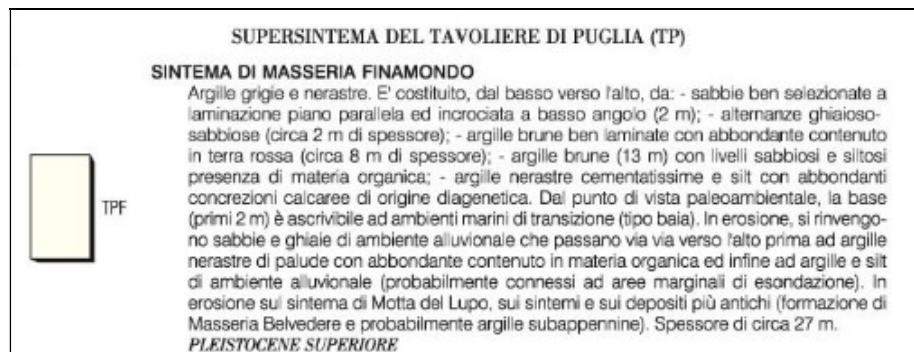 SUPERSINTEMA DEL TAVOLIERE DI PUGLIA (TP)
SINTEMA DI MASSERIA FINAMONDO
Argille grigie e nerastre. E' costituito, dal basso verso l'alto, da: - sabbie ben selezionate a
laminazione piano parallela ed incrociata a basso angolo (2 m); - alternanze ghiaioso-
sabbiose (circa 2 m di spessore); - argille brune ben laminate con abbondante contenuto
in terra rossa (circa 8 m di spessore); - argille brune (13 m) con livelli sabbiosi e siltosi
presenza di materia organica; - argille nerastre cementatissime e silt con abbondanti
concrezioni calcaree di origine diagenetica. Dal punto di vista paleoambientale, la base
(primi 2 m) è ascrivibile ad ambienti marini di transizione (tipo baia). In erosione, si rinvengo-
no sabbie e ghiaie di ambiente alluvionale che passano via via verso l'alto prima ad argille
nerastre di palude con abbondante contenuto in materia organica ed infine ad argille e silt
di ambiente alluvionale (probabilmente connessi ad aree marginali di esondazione). In
erosione sul sintema di Motta del Lupo, sui sintemi e sui depositi più antichi (formazione di
Masseria Belvedere e probabilmente argille subappennine). Spessore di circa 27 m.
PLEISTOCENE SUPERIORE
TPF